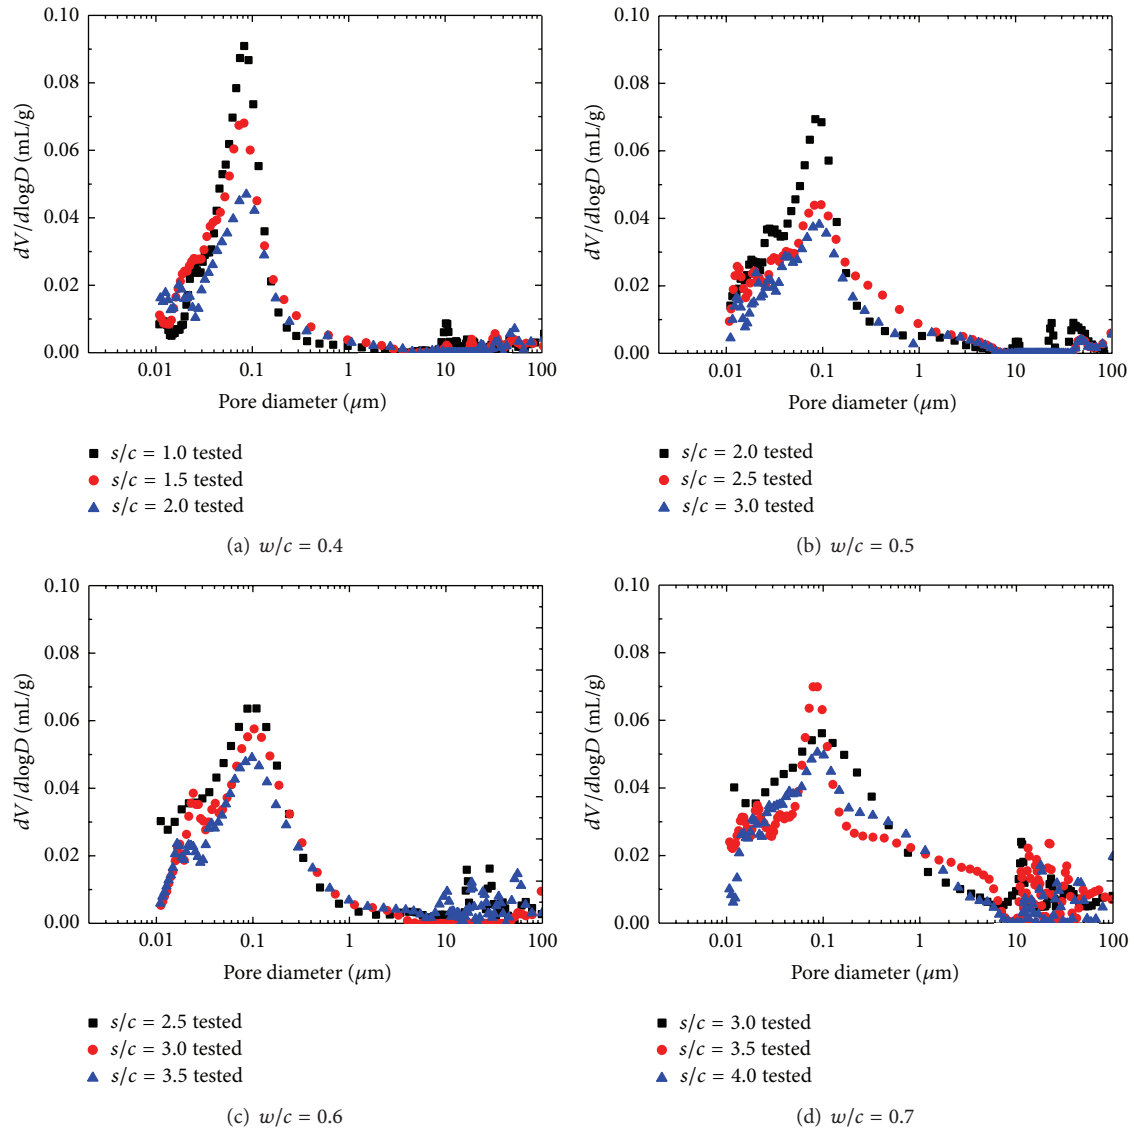 0.10
0.08
0.06
0.04
0.02
0.00
dV/dlogD (mL/g)
0.01 0.1 1 10 100
Pore diameter (μm)
s/c = 1.0 tested
s/c = 1.5 tested
s/c = 2.0 tested
(a) w/c = 0.4
0.10
0.08
0.06
0.04
0.02
0.00
dV/dlogD (mL/g)
0.01 0.1 1 10 100
Pore diameter (μm)
s/c = 2.0 tested
s/c = 2.5 tested
s/c = 3.0 tested
(b) w/c = 0.5
0.10
0.08
0.06
0.04
0.02
0.00
dV/dlogD (mL/g)
0.01 0.1 1 10 100
Pore diameter (μm)
s/c = 2.5 tested
s/c = 3.0 tested
s/c = 3.5 tested
(c) w/c = 0.6
0.10
0.08
0.06
0.04
0.02
0.00
dV/dlogD (mL/g)
0.01 0.1 1 10 100
Pore diameter (μm)
s/c = 3.0 tested
s/c = 3.5 tested
s/c = 4.0 tested
(d) w/c = 0.7